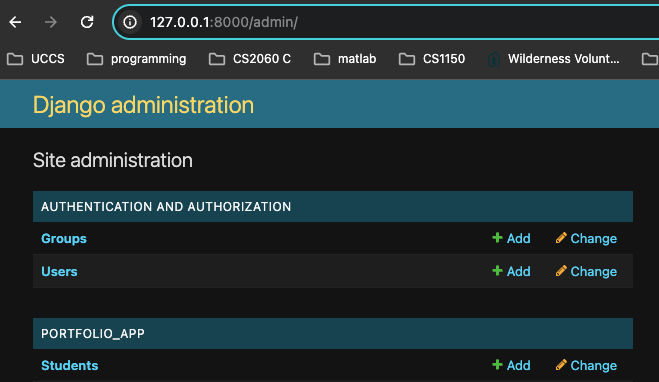 127.0.0.1:8000/admin/
UCCS programming CS2060 C matlab CS1150 Wilderness Volunt...
Django administration
Site administration
AUTHENTICATION AND AUTHORIZATION
Groups Add Change
Users Add Change
PORTFOLIO_APP
Students Add Change